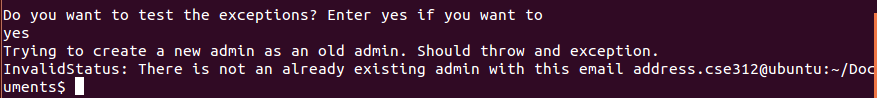 Do you want to test the exceptions? Enter yes if you want to
yes
Trying to create a new admin as an old admin. Should throw and exception.
InvalidStatus: There is not an already existing admin with this email address.cse312@ubuntu:~/Doc
uments$